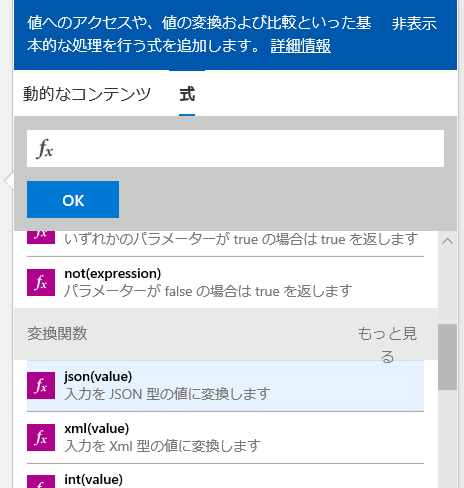 値へのアクセスや、値の変換および比較といった基 非表示
本的な処理を行う式を追加します。 詳細情報
動的なコンテンツ 式
fx
OK
fx いずれかのパラメーターが true の場合は true を返します
fx not(expression)
パラメーターが false の場合は true を返します
変換関数 もっと見
る
fx json(value)
入力を JSON 型の値に変換します
fx xml(value)
入力を Xml 型の値に変換します
fx int(value)